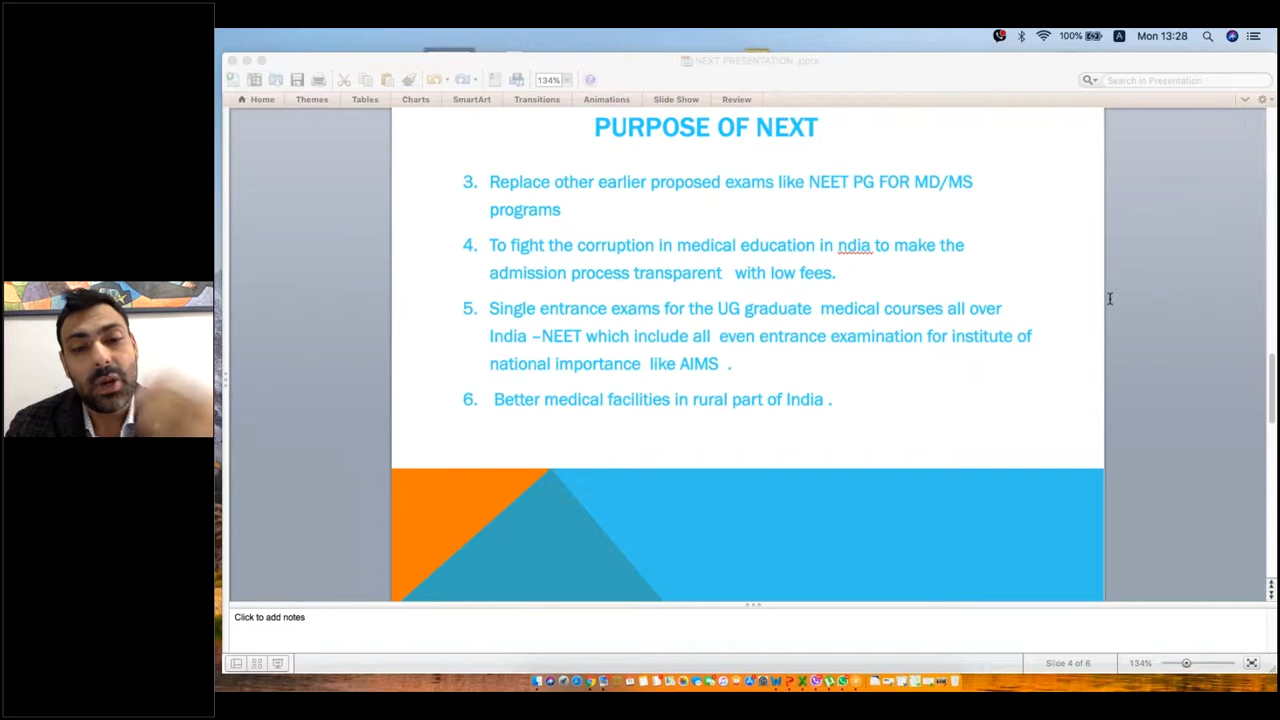 100%
A
Mon 13:28
NEXT PRESENTATION .pptx
134%
Search in Presentation
Home
Themes
Tables
Charts
SmartArt
Transitions
Animations
Slide Show
Review
PURPOSE OF NEXT
3. Replace other earlier proposed exams like NEET PG FOR MD/MS
programs
4. To fight the corruption in medical education in ndia to make the
admission process transparent with low fees.
5. Single entrance exams for the UG graduate medical courses all over
India –NEET which include all even entrance examination for institute of
national importance like AIMS .
6. Better medical facilities in rural part of India .
Click to add notes
Slide 4 of 6
134%